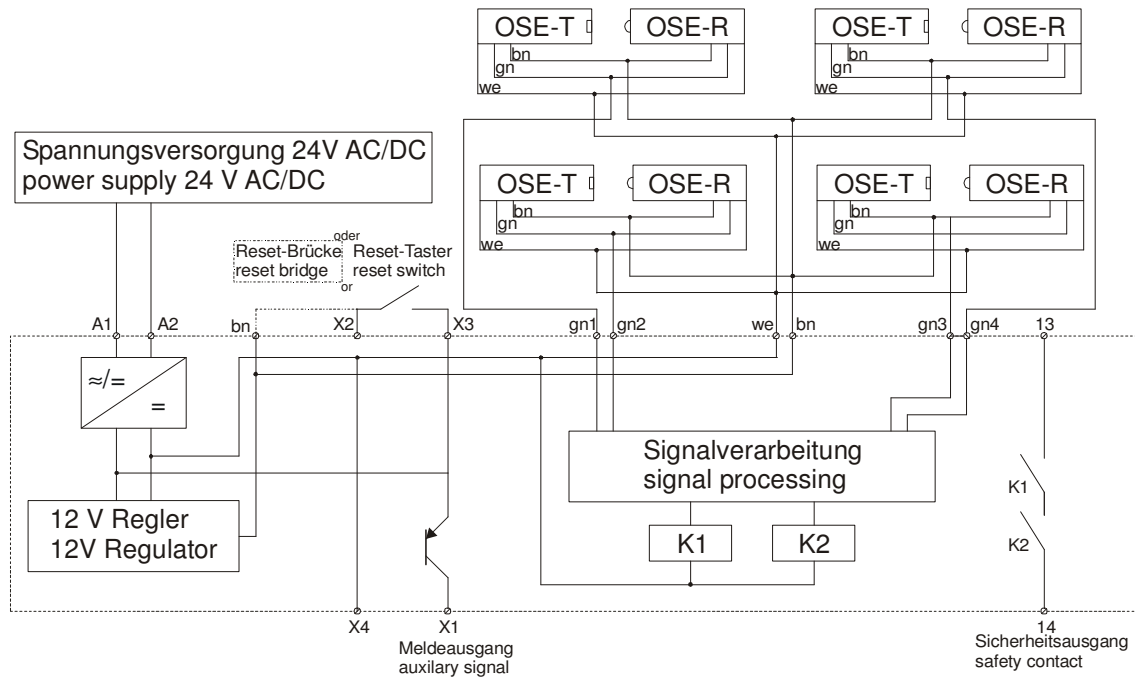 OSE-T OSE-R OSE-T OSE-R
bn bn
gn gn
we we
Spannungsversorgung 24V AC/DC
power supply 24 V AC/DC
OSE-T OSE-R OSE-T OSE-R
bn bn
gn gn
we we
oder
Reset-Brücke Reset-Taster
reset bridge reset switch
or
A1 A2 bn X2 X3 gn1 gn2 we bn gn3 gn4 13
≈/=
=
Signalverarbeitung
signal processing
K1
12 V Regler
12V Regulator
K1 K2
K2
X4 X1 14
Meldeausgang
auxilary signal
Sicherheitsausgang
safety contact